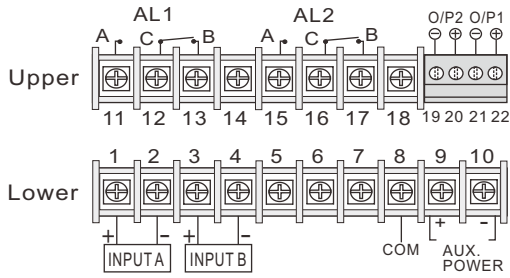 AL1 AL2 O/P2 O/P1
A C B A C B ⊖ ⊕ ⊖ ⊕
Upper
11 12 13 14 15 16 17 18 19 20 21 22
1 2 3 4 5 6 7 8 9 10
Lower
+ - + - + -
INPUT A INPUT B COM AUX.
POWER